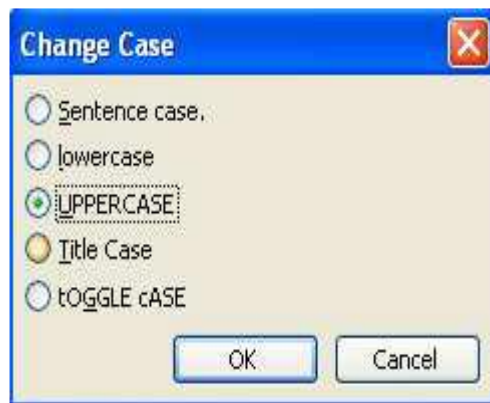 Change Case
Sentence case.
lowercase
UPPERCASE
Title Case
tOGGLE cASE
OK Cancel